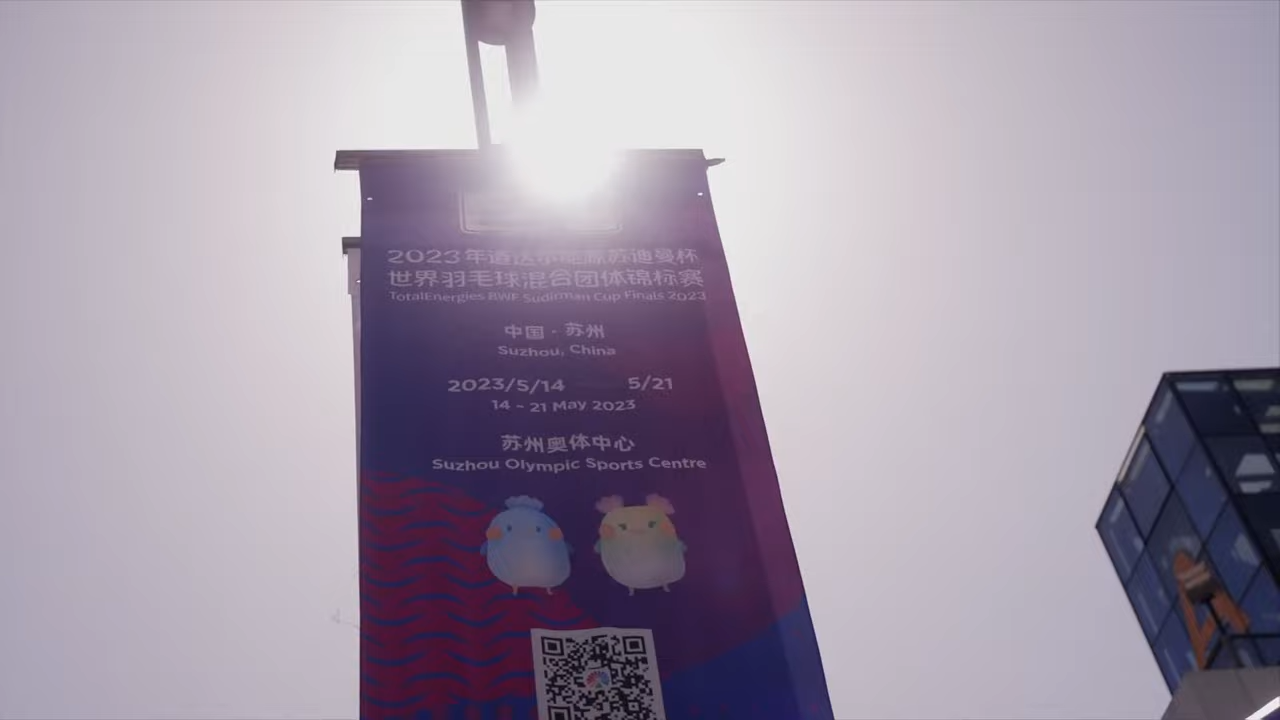 2023年道达尔能源苏迪曼杯
世界羽毛球混合团体锦标赛
TotalEnergies BWF Sudirman Cup Finals 2023
中国·苏州
Suzhou, China
2023/5/14 5/21
14 - 21 May 2023
苏州奥体中心
Suzhou Olympic Sports Centre